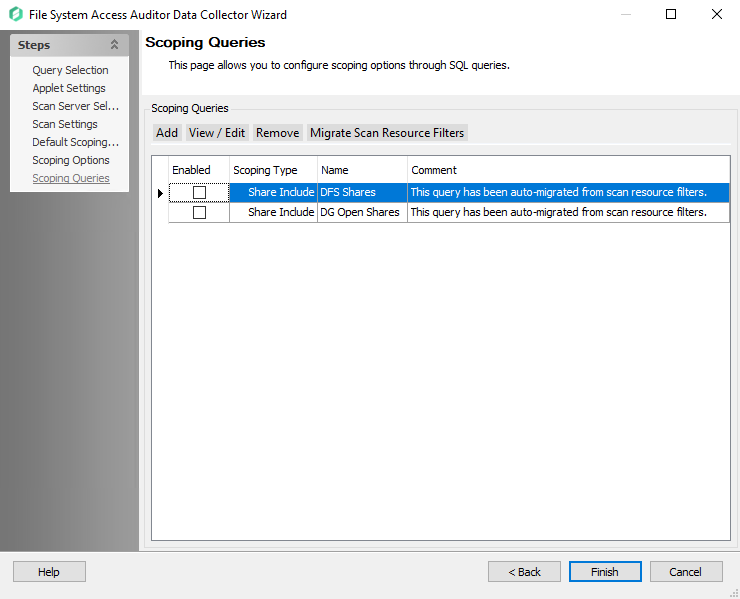 File System Access Auditor Data Collector Wizard
Steps
Query Selection
Applet Settings
Scan Server Sel...
Scan Settings
Default Scoping...
Scoping Options
Scoping Queries
Scoping Queries
This page allows you to configure scoping options through SQL queries.
Scoping Queries
Add View / Edit Remove Migrate Scan Resource Filters
Enabled Scoping Type Name Comment
Share Include DFS Shares This query has been auto-migrated from scan resource filters.
Share Include DG Open Shares This query has been auto-migrated from scan resource filters.
Help < Back Finish Cancel